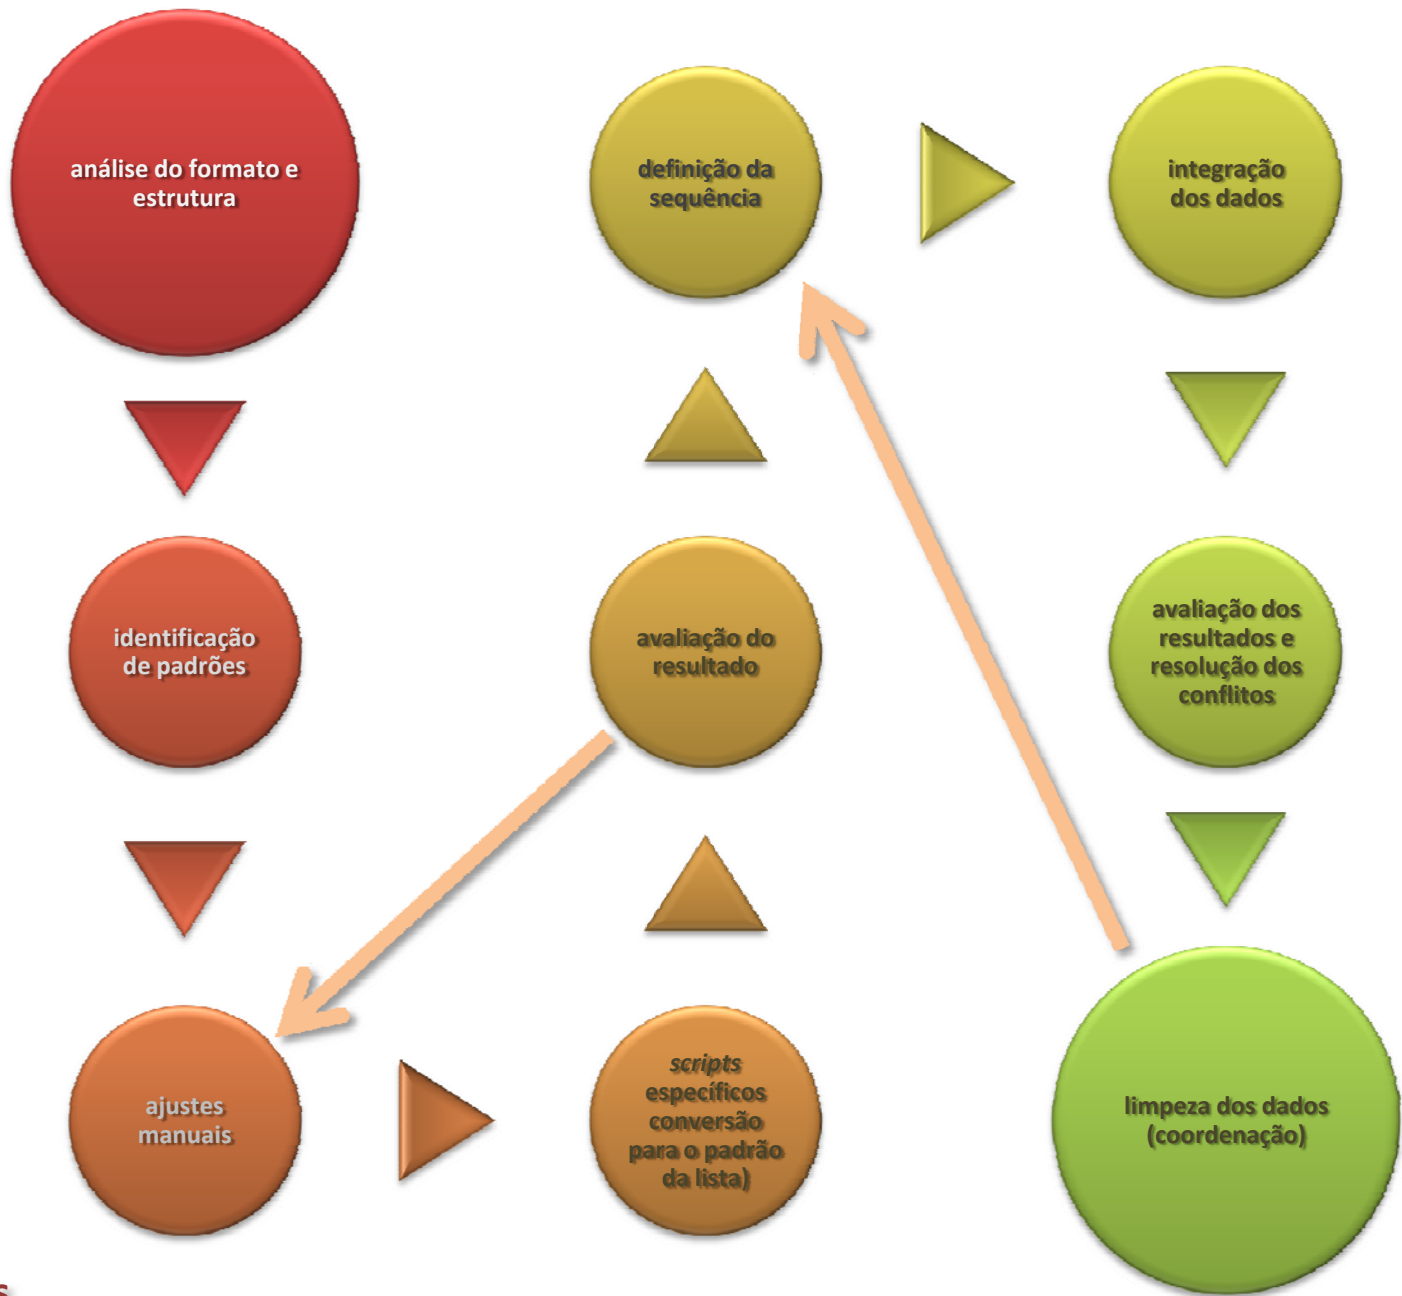 análise do formato e
estrutura
identificação
de padrões
ajustes
manuais
scripts
específicos
conversão
para o padrão
da lista)
avaliação do
resultado
definição da
sequência
integração
dos dados
avaliação dos
resultados e
resolução dos
conflitos
limpeza dos dados
(coordenação)